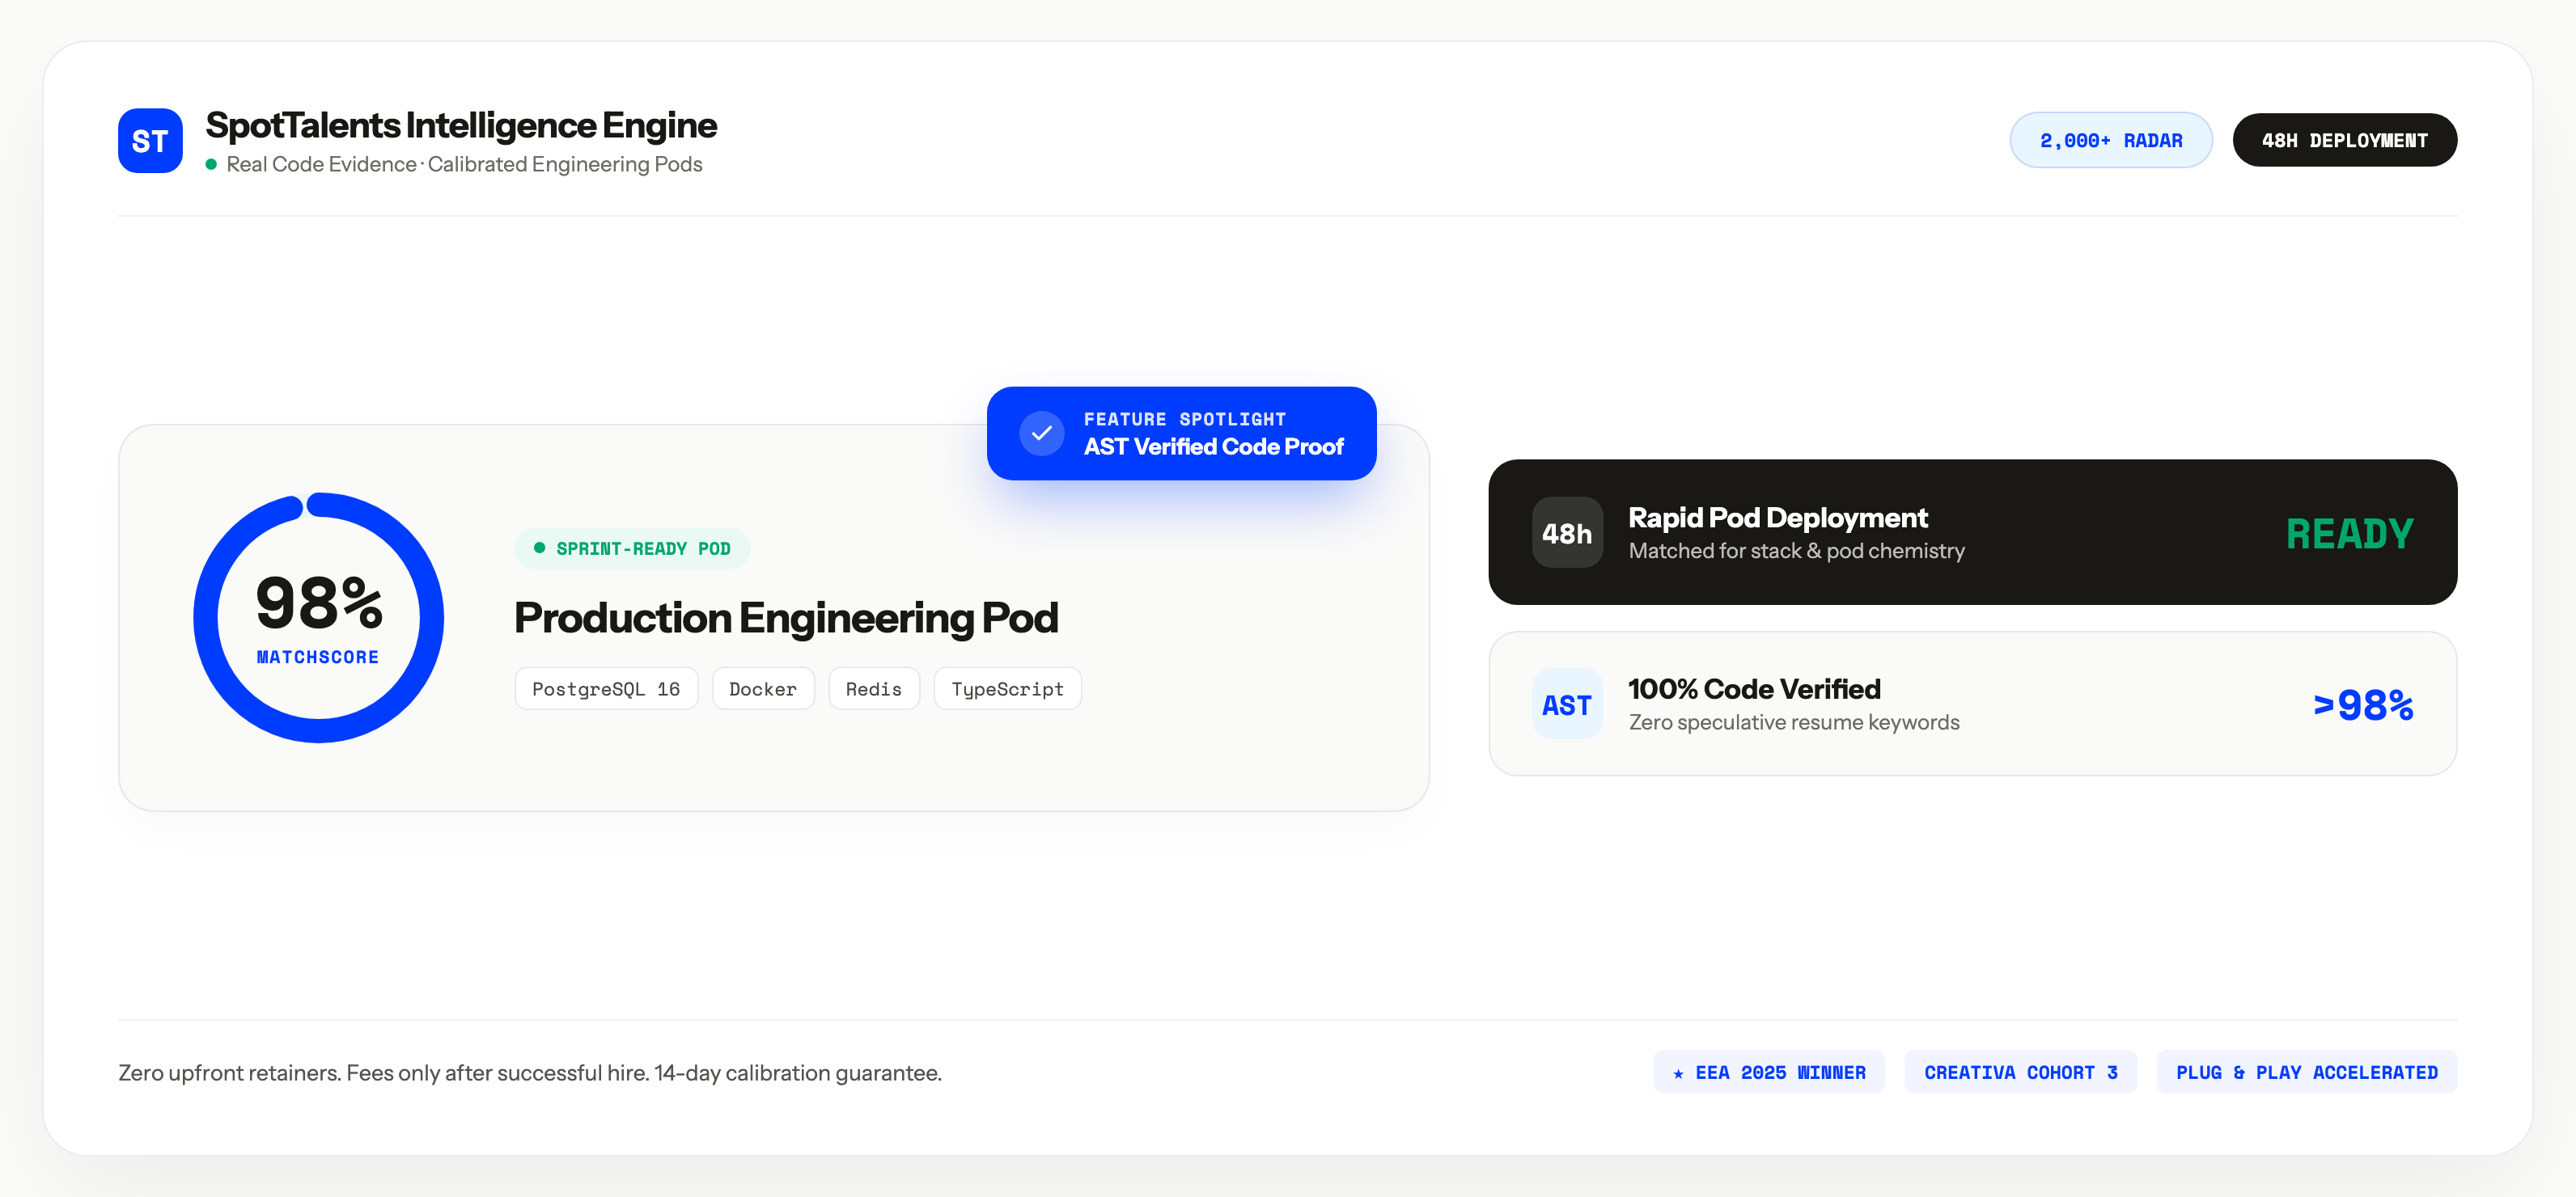 ST
SpotTalents Intelligence Engine
Real Code Evidence · Calibrated Engineering Pods
2,000+ RADAR
48H DEPLOYMENT
FEATURE SPOTLIGHT
AST Verified Code Proof
98%
MATCHSCORE
SPRINT-READY POD
Production Engineering Pod
PostgreSQL 16
Docker
Redis
TypeScript
48h
Rapid Pod Deployment
Matched for stack & pod chemistry
READY
AST
100% Code Verified
Zero speculative resume keywords
>98%
Zero upfront retainers. Fees only after successful hire. 14-day calibration guarantee.
★ EEA 2025 WINNER
CREATIVA COHORT 3
PLUG & PLAY ACCELERATED